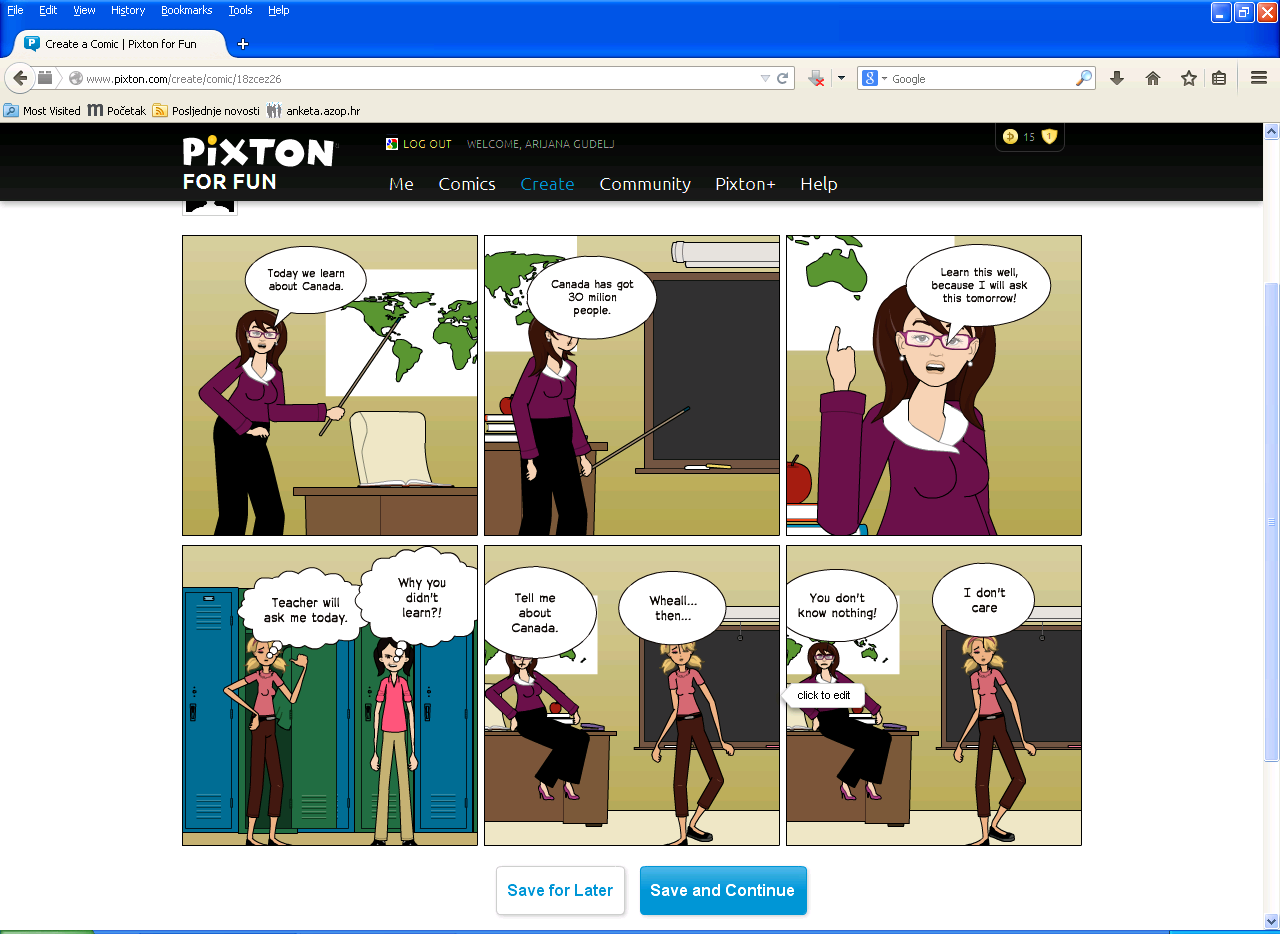 File Edit View History Bookmarks Tools Help
Create a Comic | Pixton for Fun
www.pixton.com/create/comic/18zcez26
Google
Most Visited Početak Posljednje novosti anketa.azop.hr
PiXTON
FOR FUN
LOG OUT WELCOME, ARIJANA GUDELJ
15
Me Comics Create Community Pixton+ Help
Today we learn
about Canada.
Canada has got
30 milion
people.
Learn this well,
because I will ask
this tomorrow!
Teacher will
ask me today.
Why you
didn't
learn?!
Tell me
about
Canada.
Wheall...
then...
You don't
know nothing!
I don't
care
click to edit
Save for Later
Save and Continue